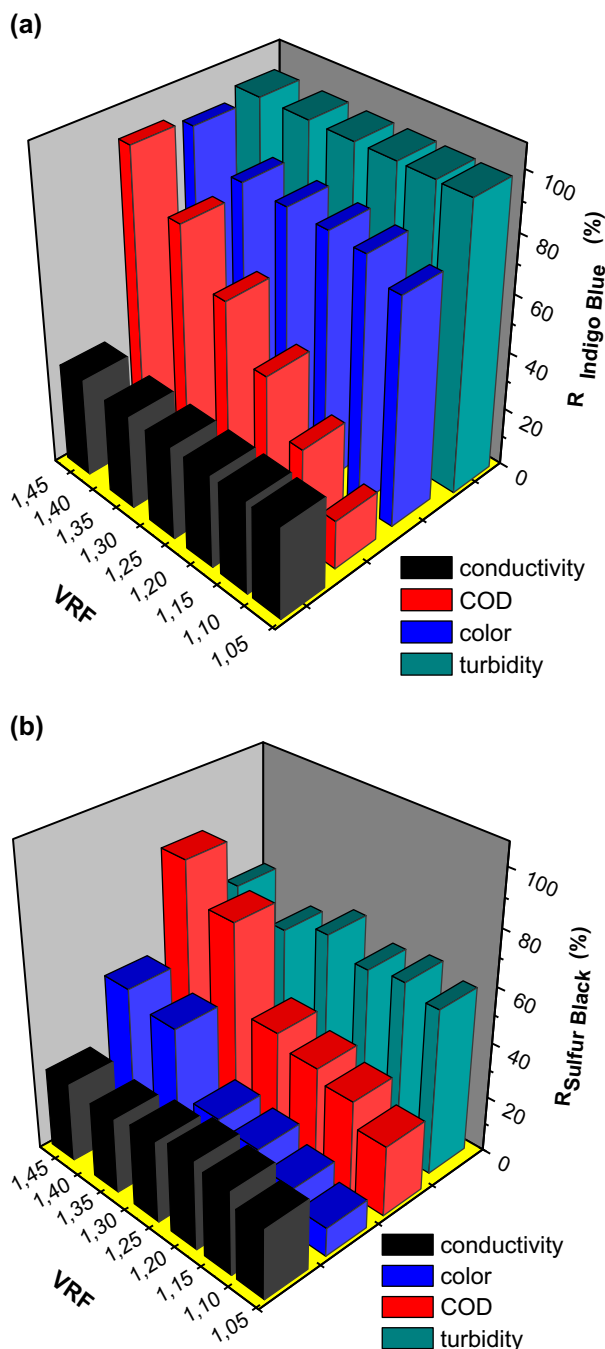 (a)
100
80
60
40
20
0
R Indigo Blue (%)
1,45
1,40
1,35
1,30
1,25
1,20
1,15
1,10
1,05
VRF
conductivity
COD
color
turbidity
(b)
100
80
60
40
20
0
RSulfur Black (%)
1,45
1,40
1,35
1,30
1,25
1,20
1,15
1,10
1,05
VRF
conductivity
color
COD
turbidity